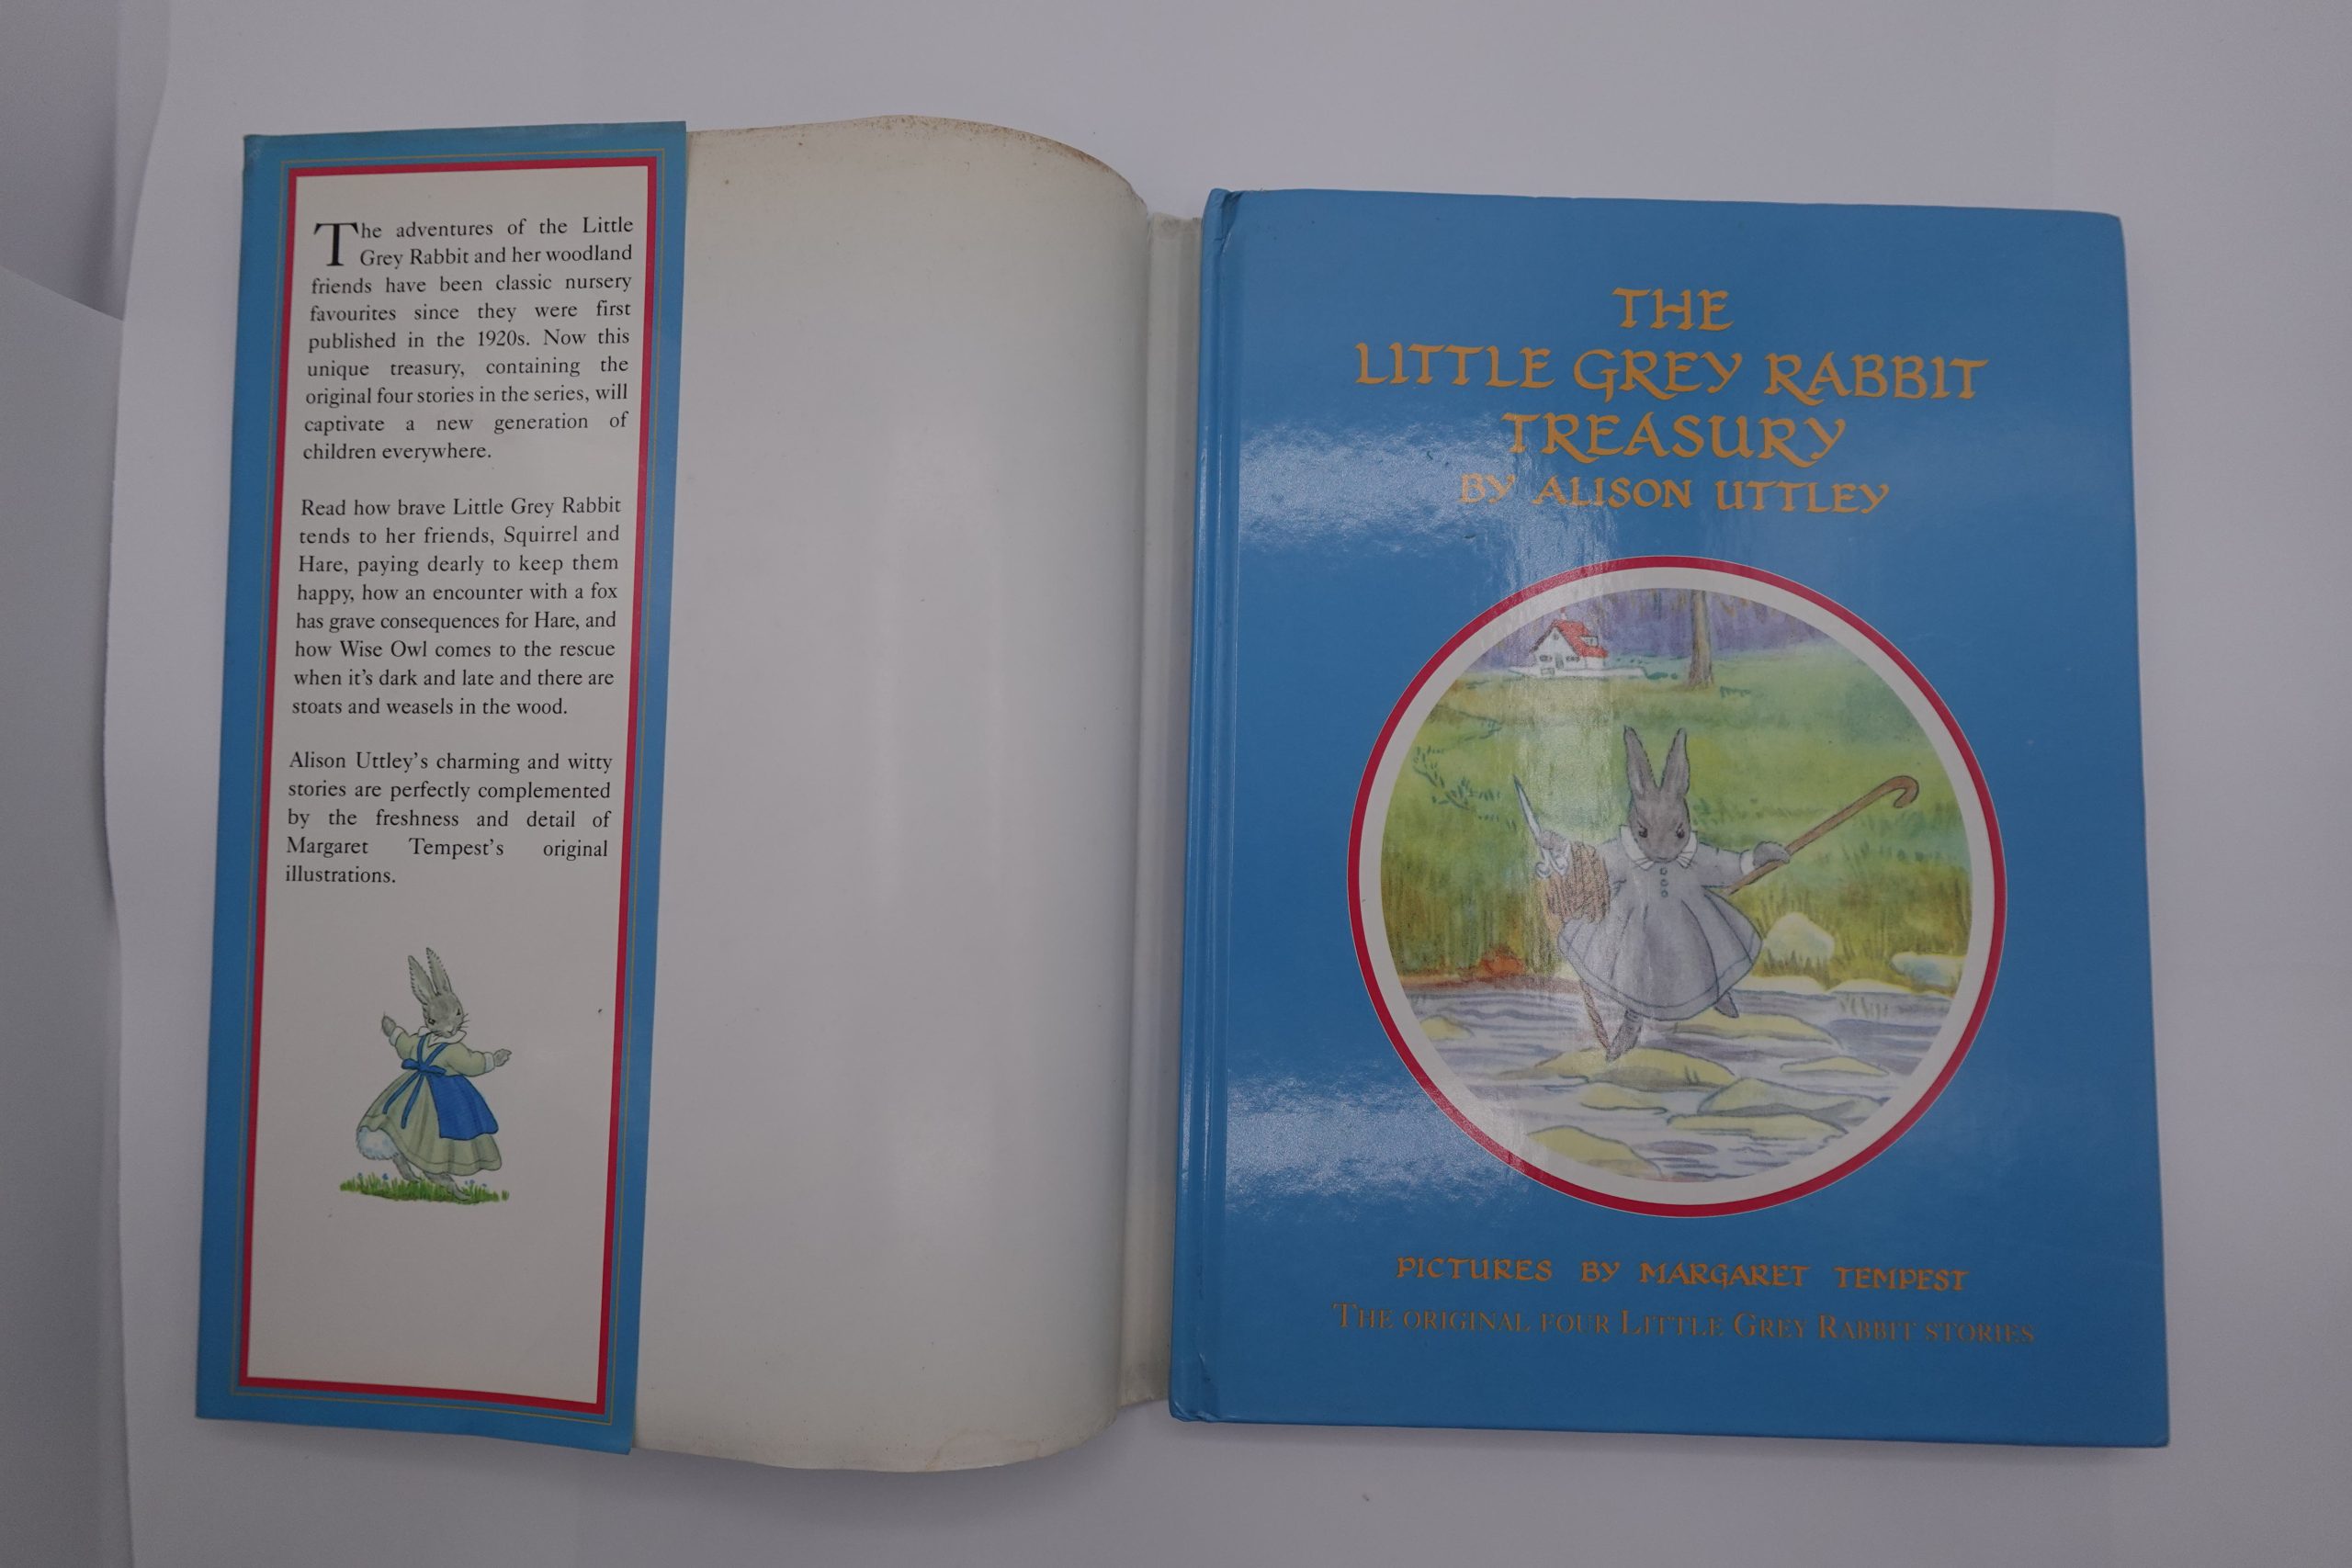 The adventures of the Little
Grey Rabbit and her woodland
friends have been classic nursery
favourites since they were first
published in the 1920s. Now this
unique treasury, containing the
original four stories in the series, will
captivate a new generation of
children everywhere.
Read how brave Little Grey Rabbit
tends to her friends, Squirrel and
Hare, paying dearly to keep them
happy, how an encounter with a fox
has grave consequences for Hare, and
how Wise Owl comes to the rescue
when it's dark and late and there are
stoats and weasels in the wood.
Alison Uttley's charming and witty
stories are perfectly complemented
by the freshness and detail of
Margaret Tempest's original
illustrations.
THE
LITTLE GREY RABBIT
TREASURY
BY ALISON UTTLEY
PICTURES BY MARGARET TEMPEST
THE ORIGINAL FOUR LITTLE GREY RABBIT STORIES